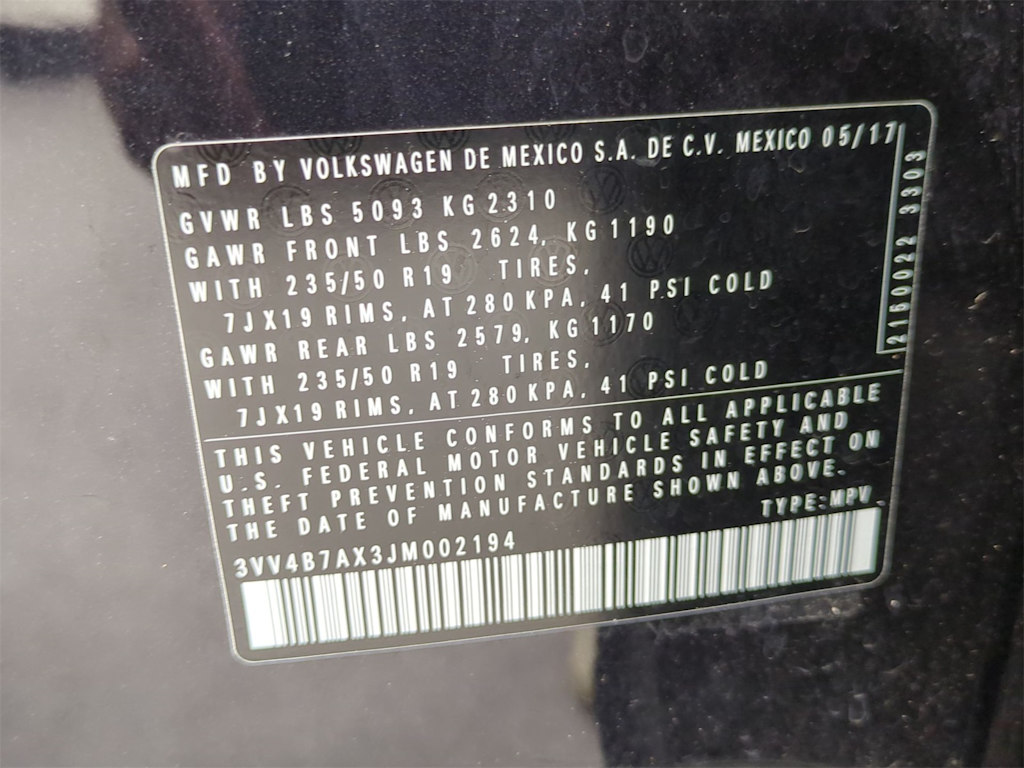 MFD BY VOLKSWAGEN DE MEXICO S.A. DE C.V. MEXICO 05/17
GVWR LBS 5093 KG 2310
GAWR FRONT LBS 2624, KG 1190
WITH 235/50 R19 TIRES,
7JX19 RIMS, AT 280 KPA, 41 PSI COLD
GAWR REAR LBS 2579, KG 1170
WITH 235/50 R19 TIRES,
7JX19 RIMS, AT 280 KPA, 41 PSI COLD
2150022 3303
THIS VEHICLE CONFORMS TO ALL APPLICABLE
U.S. FEDERAL MOTOR VEHICLE SAFETY AND
THEFT PREVENTION STANDARDS IN EFFECT ON
THE DATE OF MANUFACTURE SHOWN ABOVE.
TYPE:MPV
3VV4B7AX3JM002194